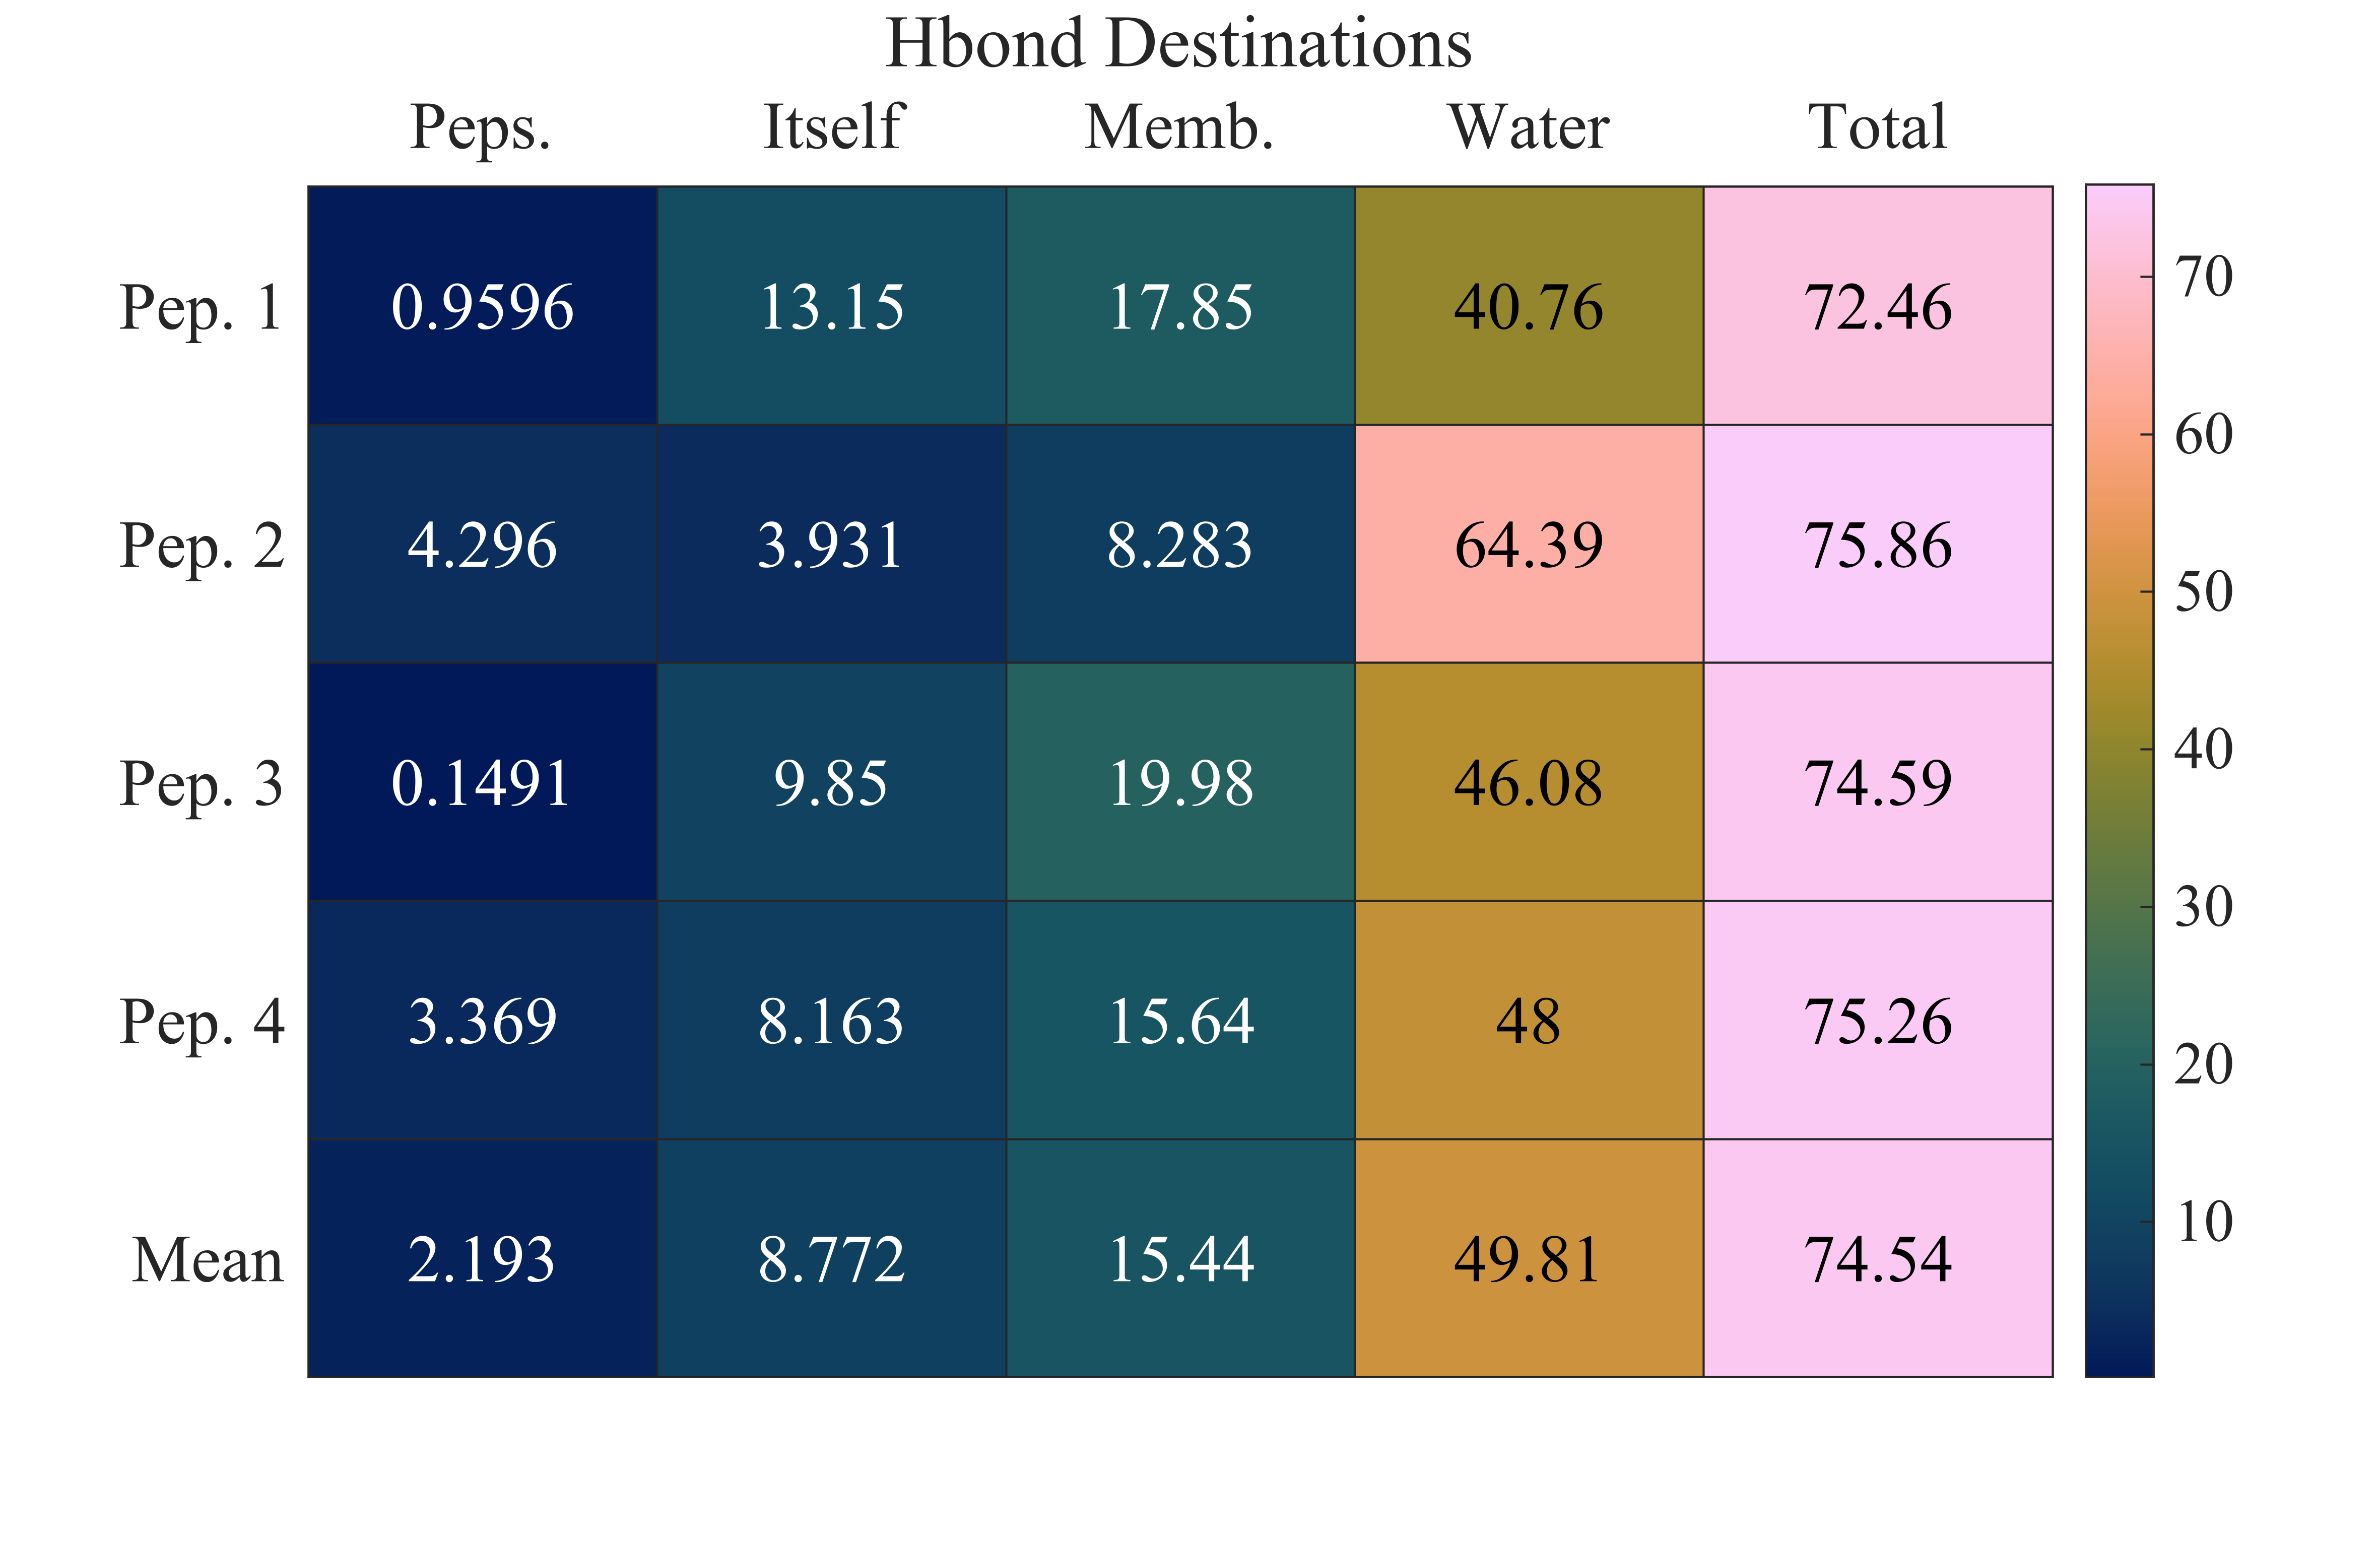 Hbond Destinations
Peps. Itself Memb. Water Total
Pep. 1 0.9596 13.15 17.85 40.76 72.46
Pep. 2 4.296 3.931 8.283 64.39 75.86
Pep. 3 0.1491 9.85 19.98 46.08 74.59
Pep. 4 3.369 8.163 15.64 48 75.26
Mean 2.193 8.772 15.44 49.81 74.54
70
60
50
40
30
20
10